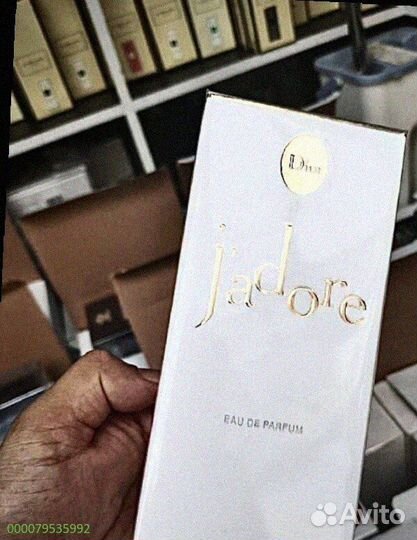 Dior
j'adore
EAU DE PARFUM
000079535992
Avito